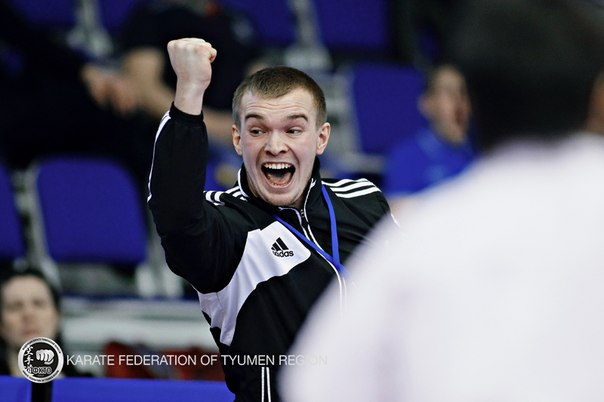 adidas
KARATE FEDERATION OF TYUMEN REGION